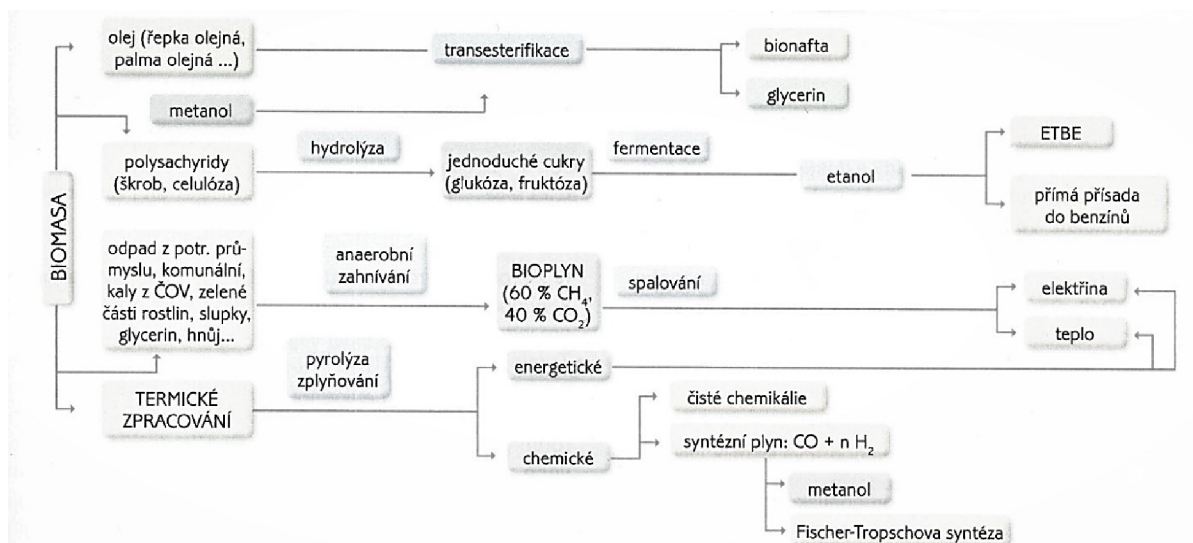 BIOMASA
olej (řepka olejná,
palma olejná ...)
transesterifikace
bionafta
glycerin
metanol
polysachyridy
(škrob, celulóza)
hydrolýza
jednoduché cukry
(glukóza, fruktóza)
fermentace
etanol
ETBE
přímá přísada
do benzínů
odpad z potr. prů-
myslu, komunální,
kaly z ČOV, zelené
části rostlin, slupky,
glycerin, hnůj...
anaerobní
zahnívání
BIOPLYN
(60 % CH₄,
40 % CO₂)
spalování
elektřina
teplo
TERMICKÉ
ZPRACOVÁNÍ
pyrolýza
zplyňování
energetické
chemické
čisté chemikálie
syntézní plyn: CO + n H₂
metanol
Fischer-Tropschova syntéza